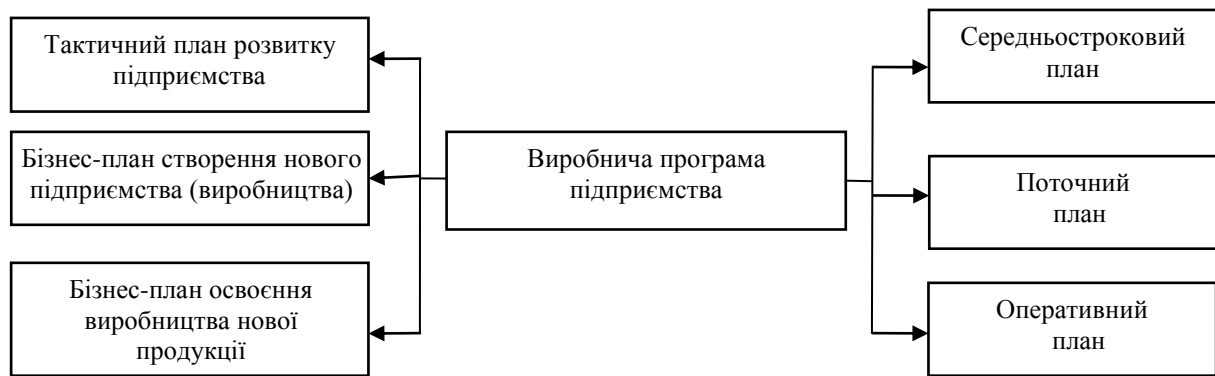 Тактичний план розвитку
підприємства
Бізнес-план створення нового
підприємства (виробництва)
Бізнес-план освоєння
виробництва нової
продукції
Виробнича програма
підприємства
Середньостроковий
план
Поточний
план
Оперативний
план